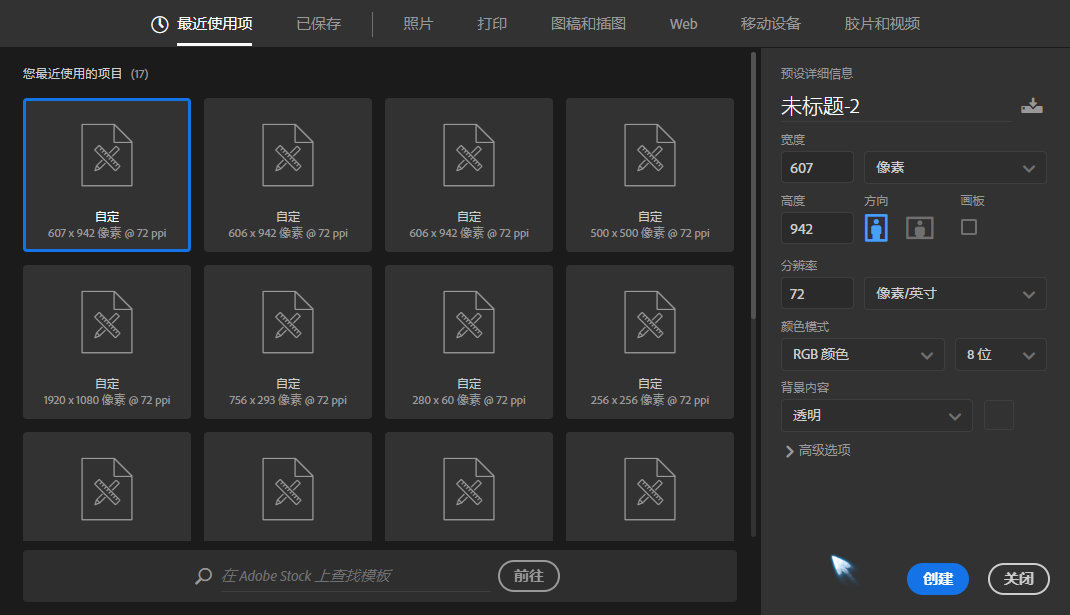 最近使用项 已保存 照片 打印 图稿和插图 Web 移动设备 胶片和视频
您最近使用的项目 (17)
自定 自定 自定 自定
607 x 942 像素 @ 72 ppi 606 x 942 像素 @ 72 ppi 606 x 942 像素 @ 72 ppi 500 x 500 像素 @ 72 ppi
自定 自定 自定 自定
1920 x 1080 像素 @ 72 ppi 756 x 293 像素 @ 72 ppi 280 x 60 像素 @ 72 ppi 256 x 256 像素 @ 72 ppi
在 Adobe Stock 上查找模板 前往
预设详细信息
未标题-2
宽度
607 像素
高度 方向 画板
942
分辨率
72 像素/英寸
颜色模式
RGB 颜色 8 位
背景内容
透明
高级选项
创建 关闭